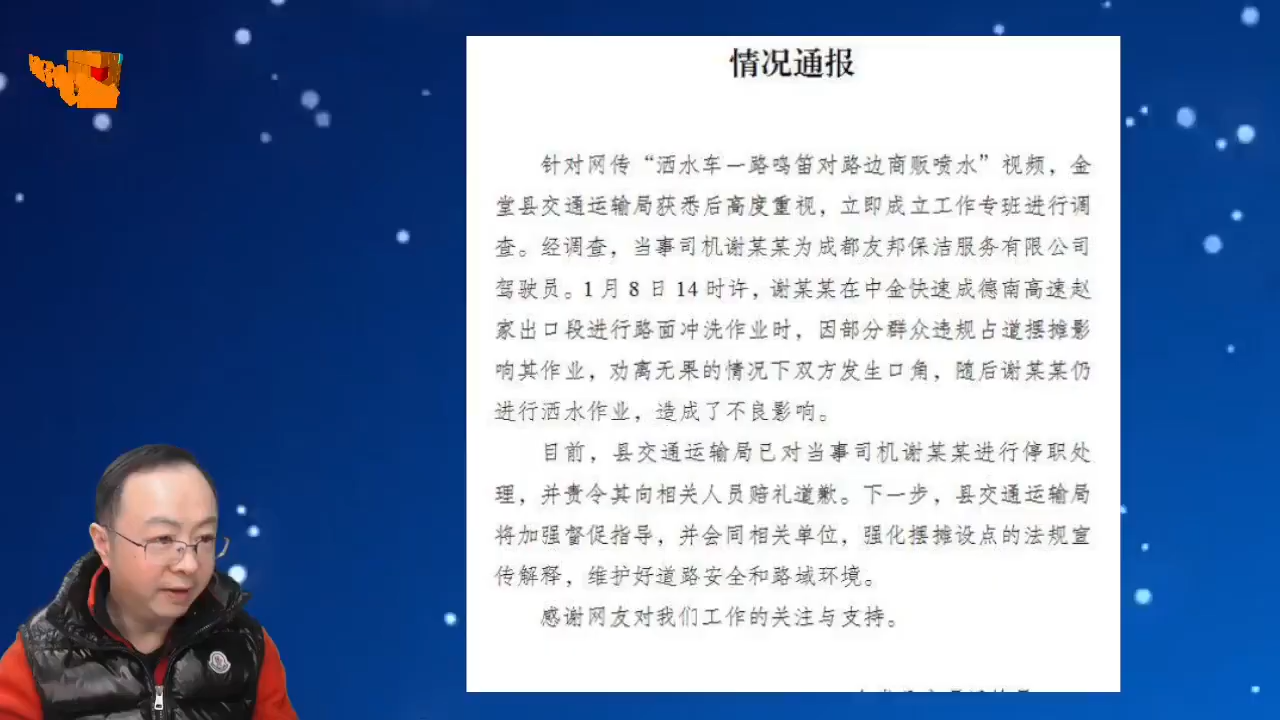 情况通报
针对网传“洒水车一路鸣笛对路边商贩喷水”视频，金
堂县交通运输局获悉后高度重视，立即成立工作专班进行调
查。经调查，当事司机谢某某为成都友邦保洁服务有限公司
驾驶员。1月8日14时许，谢某某在中金快速成德南高速赵
家出口段进行路面冲洗作业时，因部分群众违规占道摆摊影
响其作业，劝离无果的情况下双方发生口角，随后谢某某仍
进行洒水作业，造成了不良影响。
目前，县交通运输局已对当事司机谢某某进行停职处
理，并责令其向相关人员赔礼道歉。下一步，县交通运输局
将加强督促指导，并会同相关单位，强化摆摊设点的法规宣
传解释，维护好道路安全和路域环境。
感谢网友对我们工作的关注与支持。